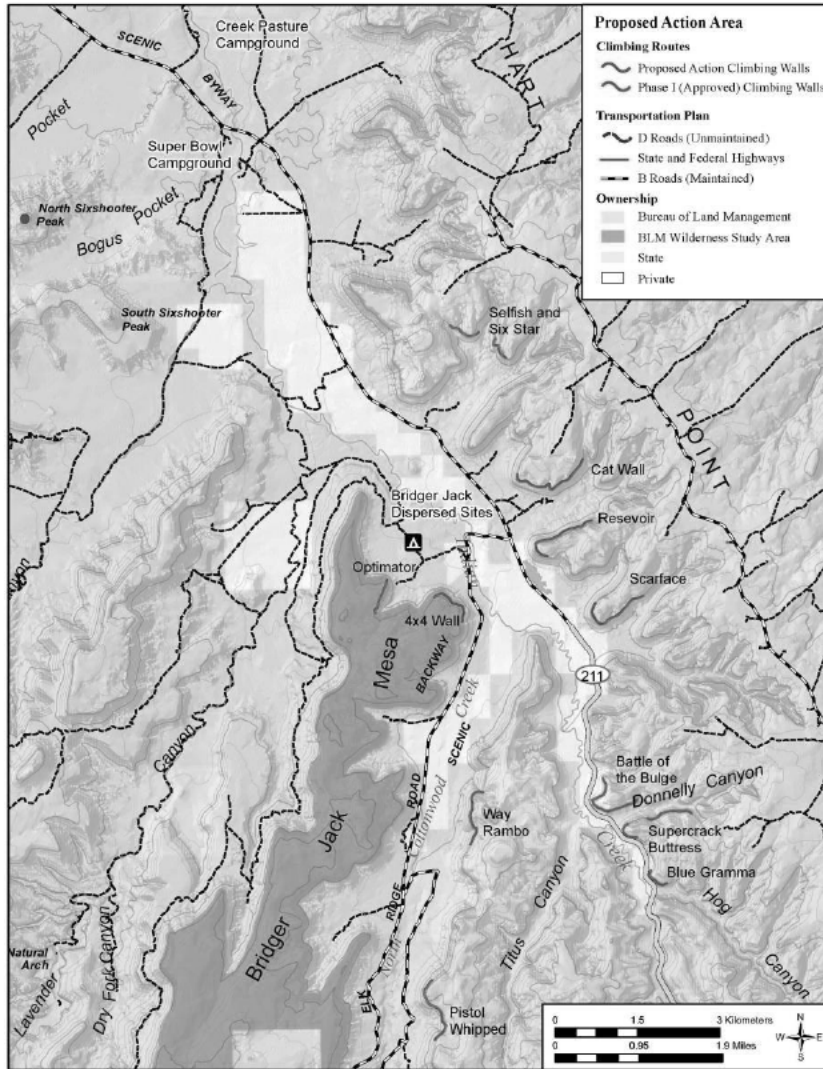 Creek Pasture
Campground
SCENIC
BYWAY
HART
Pocket
Super Bowl
Campground
North Sixshooter
Peak
Bogus Pocket
South Sixshooter
Peak
Selfish and
Six Star
POINT
Cat Wall
Bridger Jack
Dispersed Sites
Resevoir
Optimator
Scarface
4x4 Wall
Mesa
BACKWAY
211
Creek
SCENIC
Canyon
Battle of
the Bulge
Donnelly Canyon
ROAD
Cottonwood
Way
Rambo
Jack
Supercrack
Buttress
Creek
Blue Gramma
Hog
Canyon
RIDGE
Titus Canyon
North
Bridger
Natural
Arch
Lavender
Dry Fork Canyon
ELK
Pistol
Whipped
Proposed Action Area
Climbing Routes
Proposed Action Climbing Walls
Phase I (Approved) Climbing Walls
Transportation Plan
D Roads (Unmaintained)
State and Federal Highways
B Roads (Maintained)
Ownership
Bureau of Land Management
BLM Wilderness Study Area
State
Private
0 1.5 3 Kilometers
0 0.95 1.9 Miles
N
W E
S